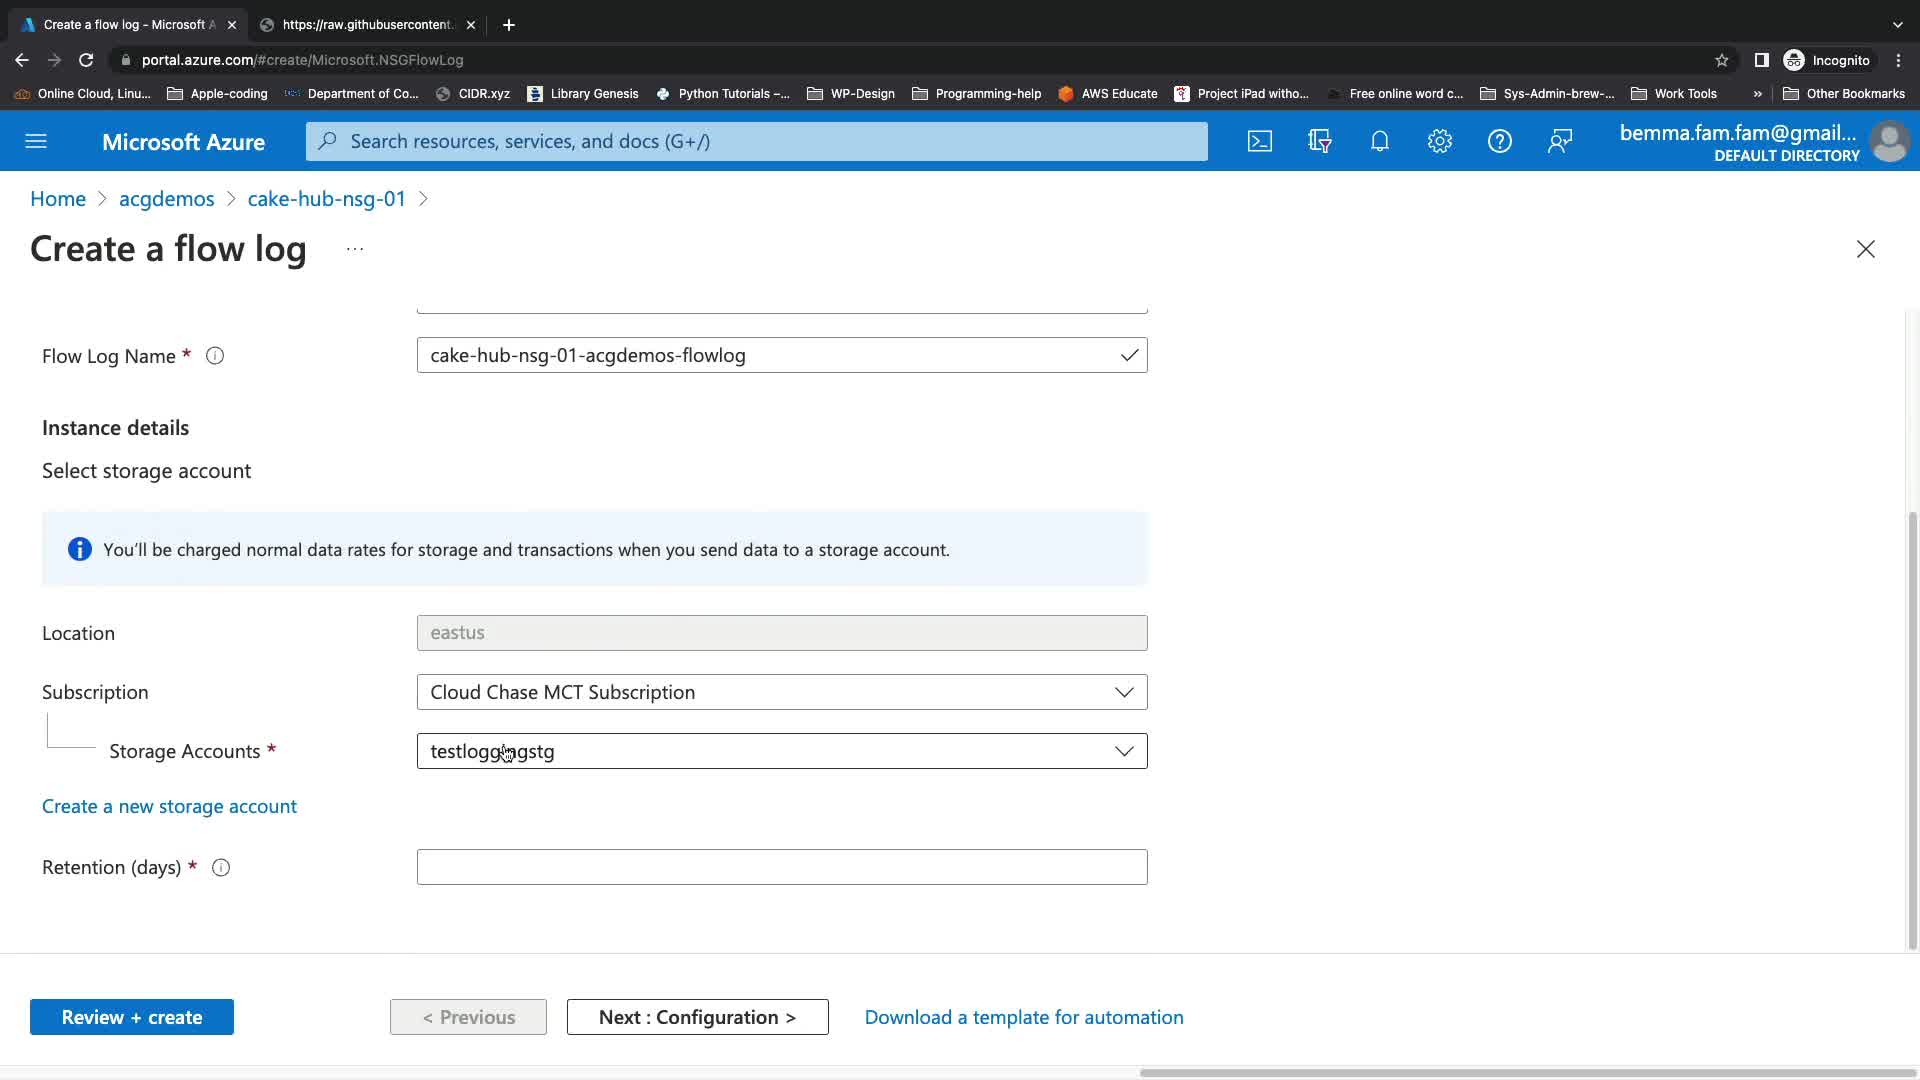 Create a flow log - Microsoft A
https://raw.githubusercontent.
portal.azure.com/#create/Microsoft.NSGFlowLog
Incognito
Online Cloud, Linu...
Apple-coding
Department of Co...
CIDR.xyz
Library Genesis
Python Tutorials –...
WP-Design
Programming-help
AWS Educate
Project iPad witho...
Free online word c...
Sys-Admin-brew-...
Work Tools
»
Other Bookmarks
Microsoft Azure
Search resources, services, and docs (G+/)
bemma.fam.fam@gmail...
DEFAULT DIRECTORY
Home > acgdemos > cake-hub-nsg-01 >
Create a flow log ...
Flow Log Name *
cake-hub-nsg-01-acgdemos-flowlog
Instance details
Select storage account
You'll be charged normal data rates for storage and transactions when you send data to a storage account.
Location
eastus
Subscription
Cloud Chase MCT Subscription
Storage Accounts *
testloggingstg
Create a new storage account
Retention (days) *
Review + create
< Previous
Next : Configuration >
Download a template for automation